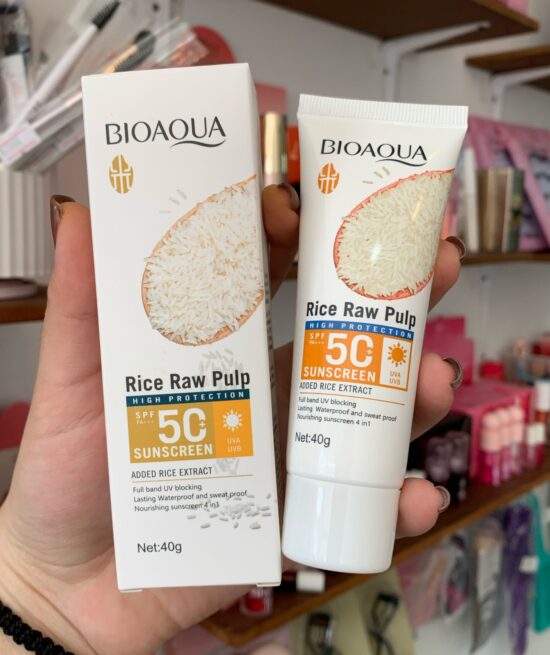 BIOAQUA
Rice Raw Pulp
HIGH PROTECTION
SPF
PA+++
50+
SUNSCREEN
UVA
UVB
ADDED RICE EXTRACT
Full band UV blocking
Lasting Waterproof and sweat proof
Nourishing sunscreen 4 in1
Net:40g
BIOAQUA
Rice Raw Pulp
HIGH PROTECTION
SPF
PA+++
50+
SUNSCREEN
UVA
UVB
ADDED RICE EXTRACT
Full band UV blocking
Lasting Waterproof and sweat proof
Nourishing sunscreen 4 in1
Net:40g